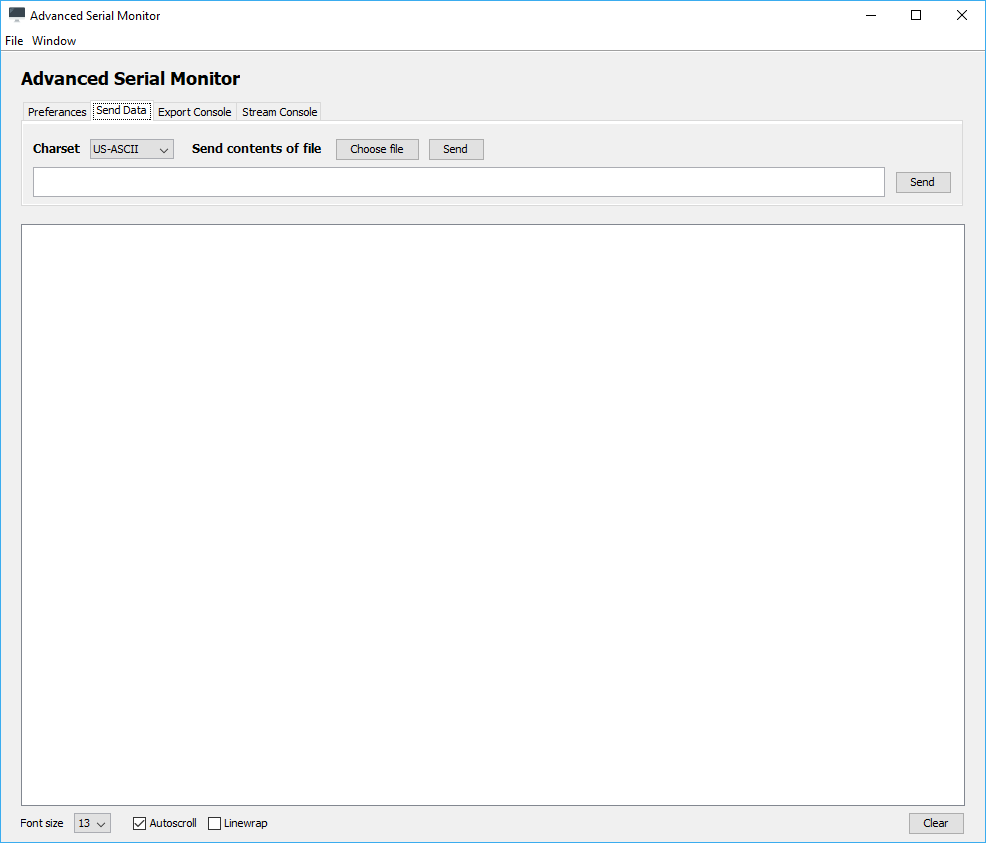 Advanced Serial Monitor
File Window
Advanced Serial Monitor
Preferances Send Data Export Console Stream Console
Charset US-ASCII Send contents of file Choose file Send
Send
Font size 13 Autoscroll Linewrap Clear